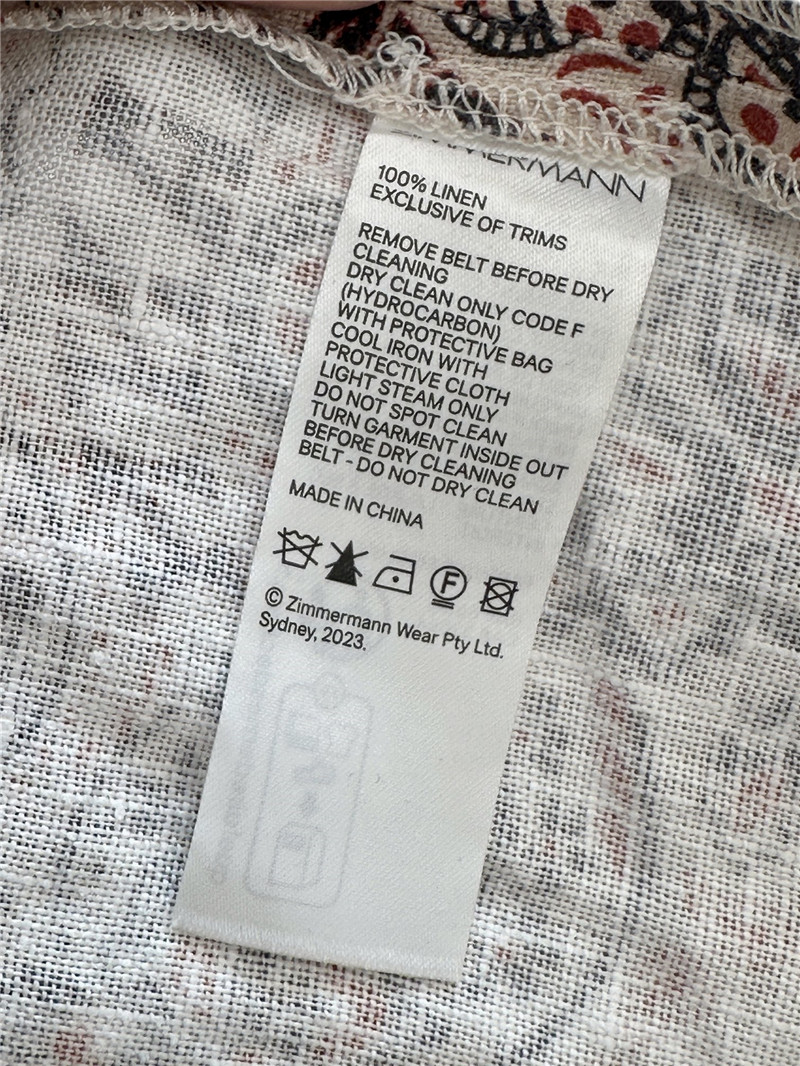 ZIMMERMANN
100% LINEN
EXCLUSIVE OF TRIMS
REMOVE BELT BEFORE DRY
CLEANING
DRY CLEAN ONLY CODE F
(HYDROCARBON)
WITH PROTECTIVE BAG
COOL IRON WITH
PROTECTIVE CLOTH
LIGHT STEAM ONLY
DO NOT SPOT CLEAN
TURN GARMENT INSIDE OUT
BEFORE DRY CLEANING
BELT - DO NOT DRY CLEAN
MADE IN CHINA
F
© Zimmermann Wear Pty Ltd.
Sydney, 2023.